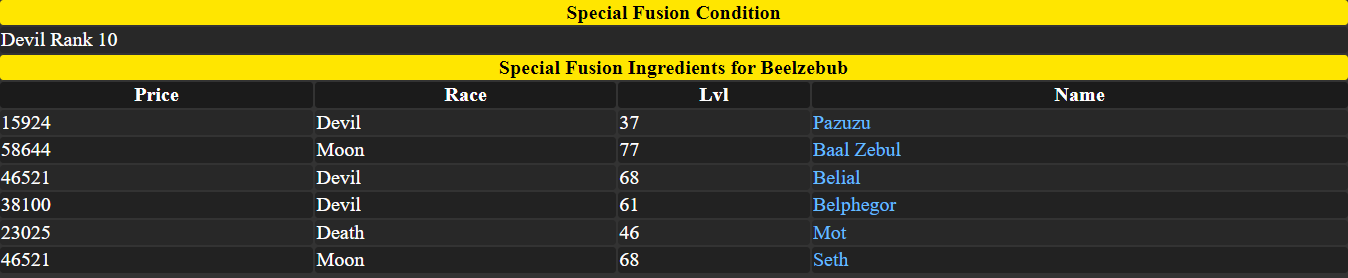 Special Fusion Condition
Devil Rank 10
Special Fusion Ingredients for Beelzebub
Price Race Lvl Name
15924 Devil 37 Pazuzu
58644 Moon 77 Baal Zebul
46521 Devil 68 Belial
38100 Devil 61 Belphegor
23025 Death 46 Mot
46521 Moon 68 Seth